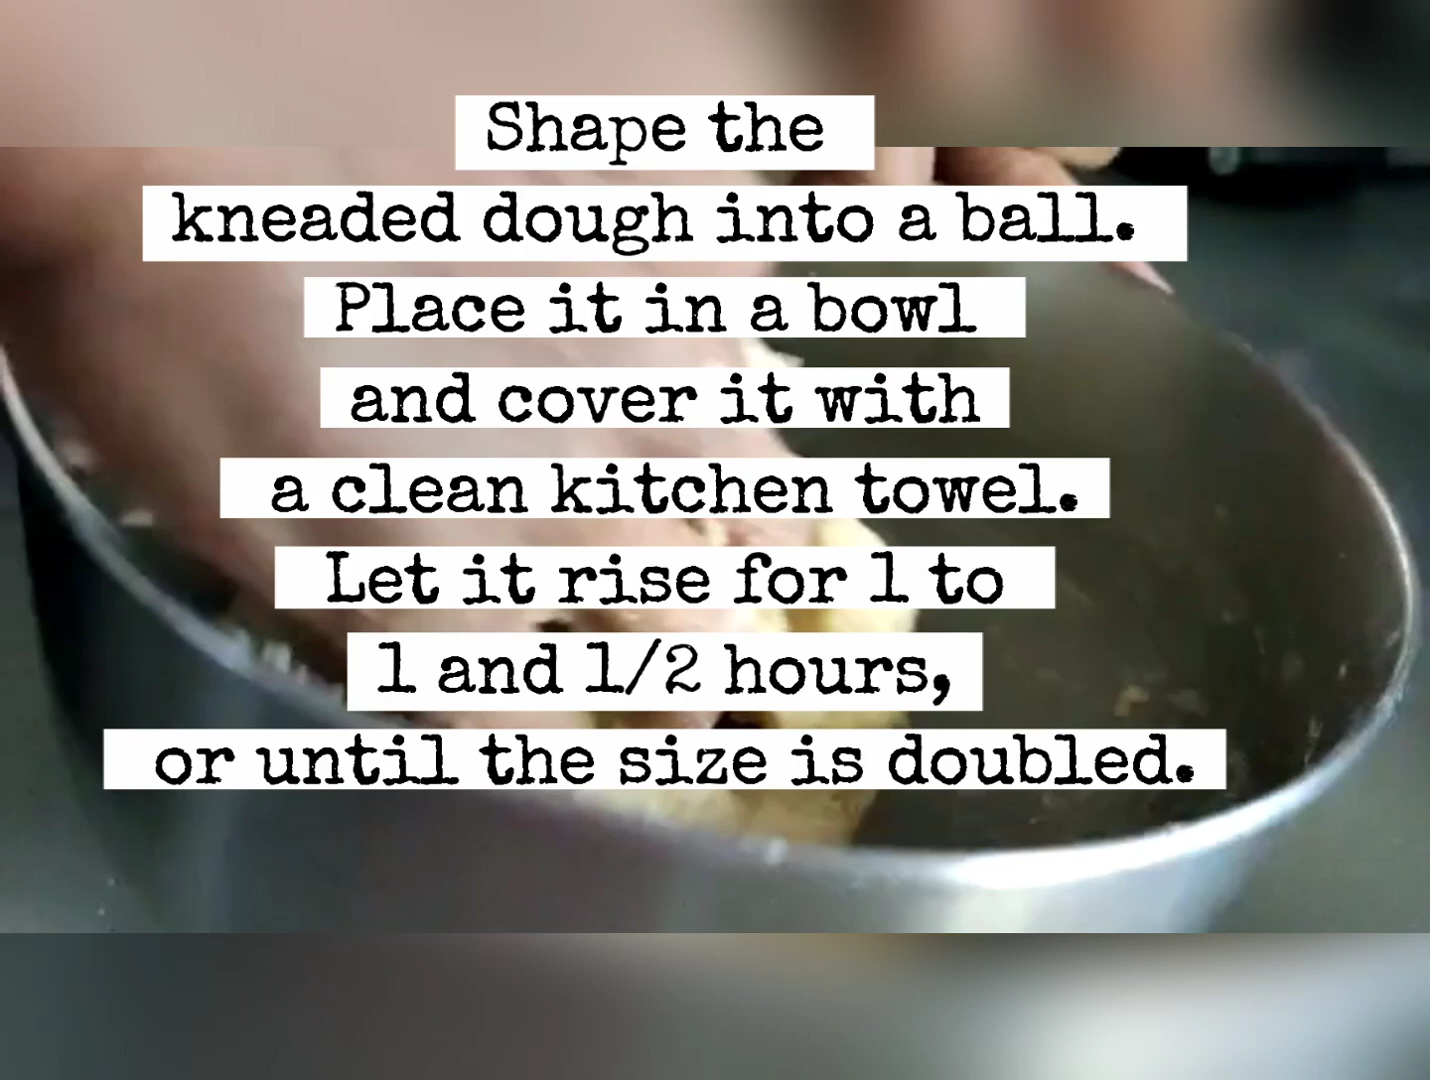 Shape the
kneaded dough into a ball.
Place it in a bowl
and cover it with
a clean kitchen towel.
Let it rise for 1 to
1 and 1/2 hours,
or until the size is doubled.